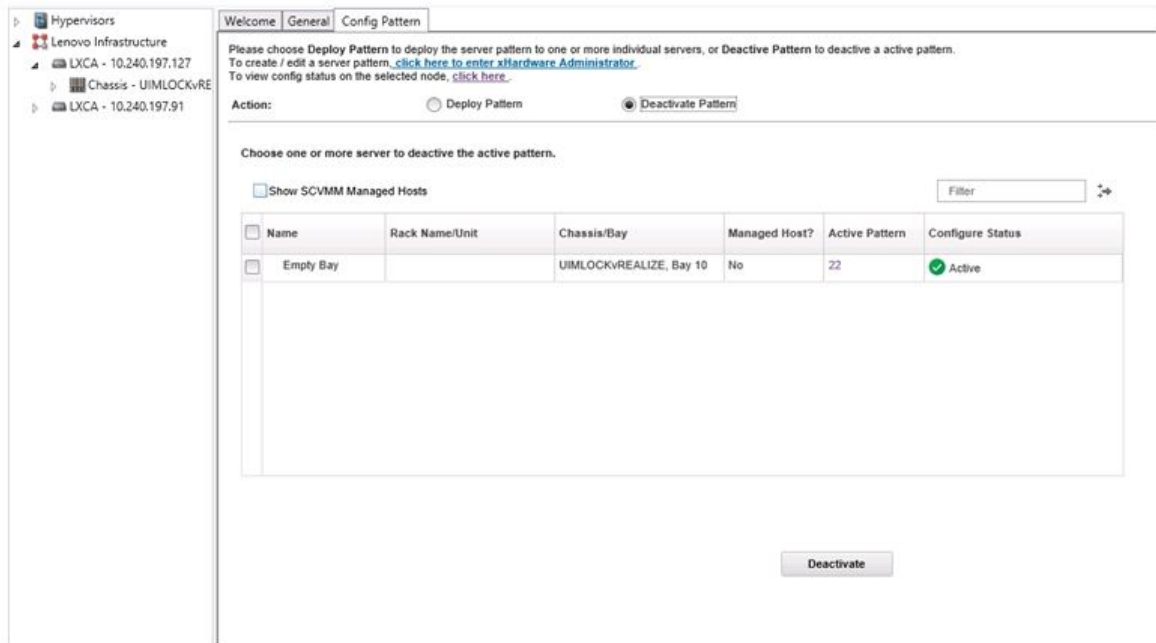 Hypervisors
Lenovo Infrastructure
LXCA - 10.240.197.127
Chassis - UIMLOCKvRE
LXCA - 10.240.197.91
Welcome General Config Pattern
Please choose Deploy Pattern to deploy the server pattern to one or more individual servers, or Deactive Pattern to deactive a active pattern.
To create / edit a server pattern, click here to enter xHardware Administrator .
To view config status on the selected node, click here .
Action: Deploy Pattern Deactivate Pattern
Choose one or more server to deactive the active pattern.
Show SCVMM Managed Hosts Filter
Name Rack Name/Unit Chassis/Bay Managed Host? Active Pattern Configure Status
Empty Bay UIMLOCKvREALIZE, Bay 10 No 22 Active
Deactivate